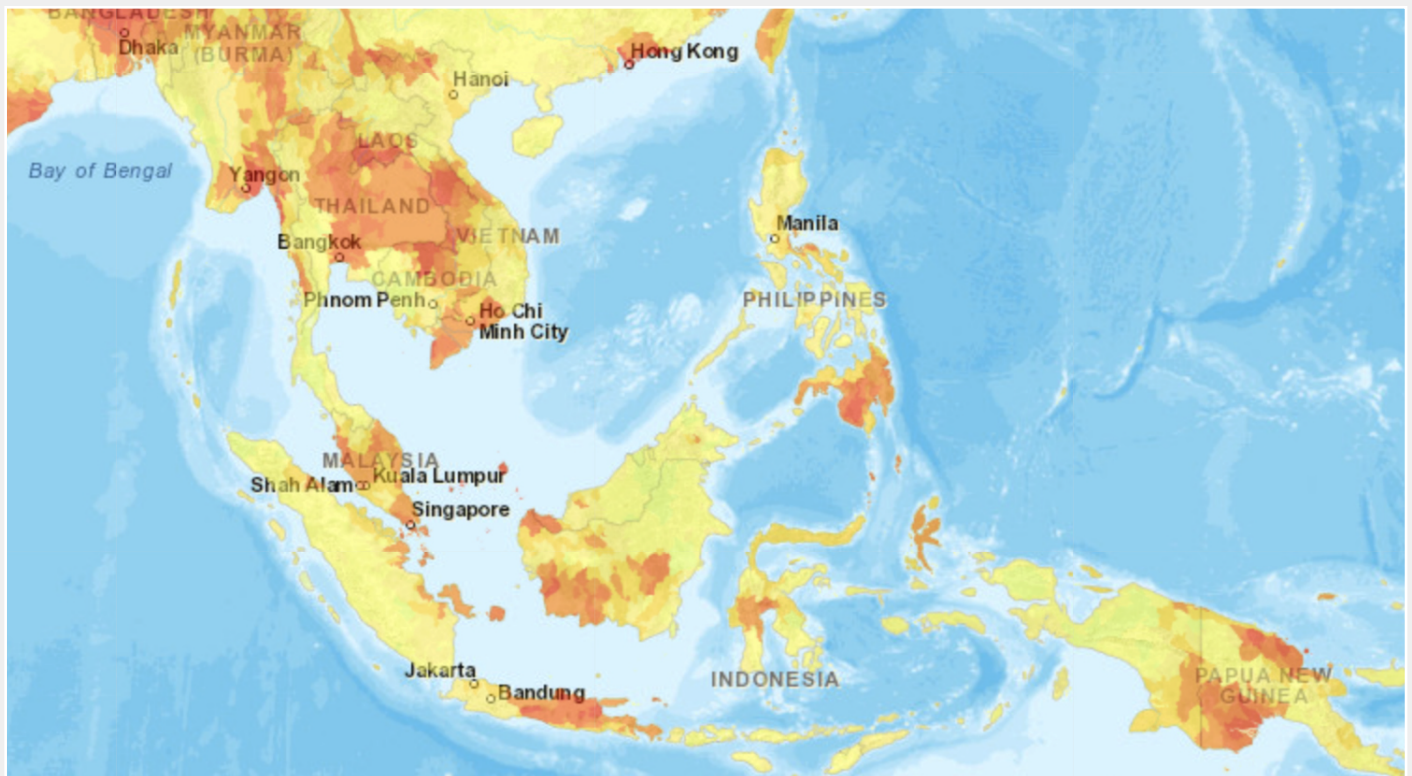 BANGLADESH
MYANMAR
(BURMA)
Dhaka
Hong Kong
Hanoi
LAOS
Bay of Bengal
Yangon
THAILAND
Manila
VIETNAM
Bangkok
CAMBODIA
Phnom Penh
PHILIPPINES
Ho Chi
Minh City
MALAYSIA
Kuala Lumpur
Shah Alam
Singapore
Jakarta
INDONESIA
Bandung
PAPUA NEW
GUINEA